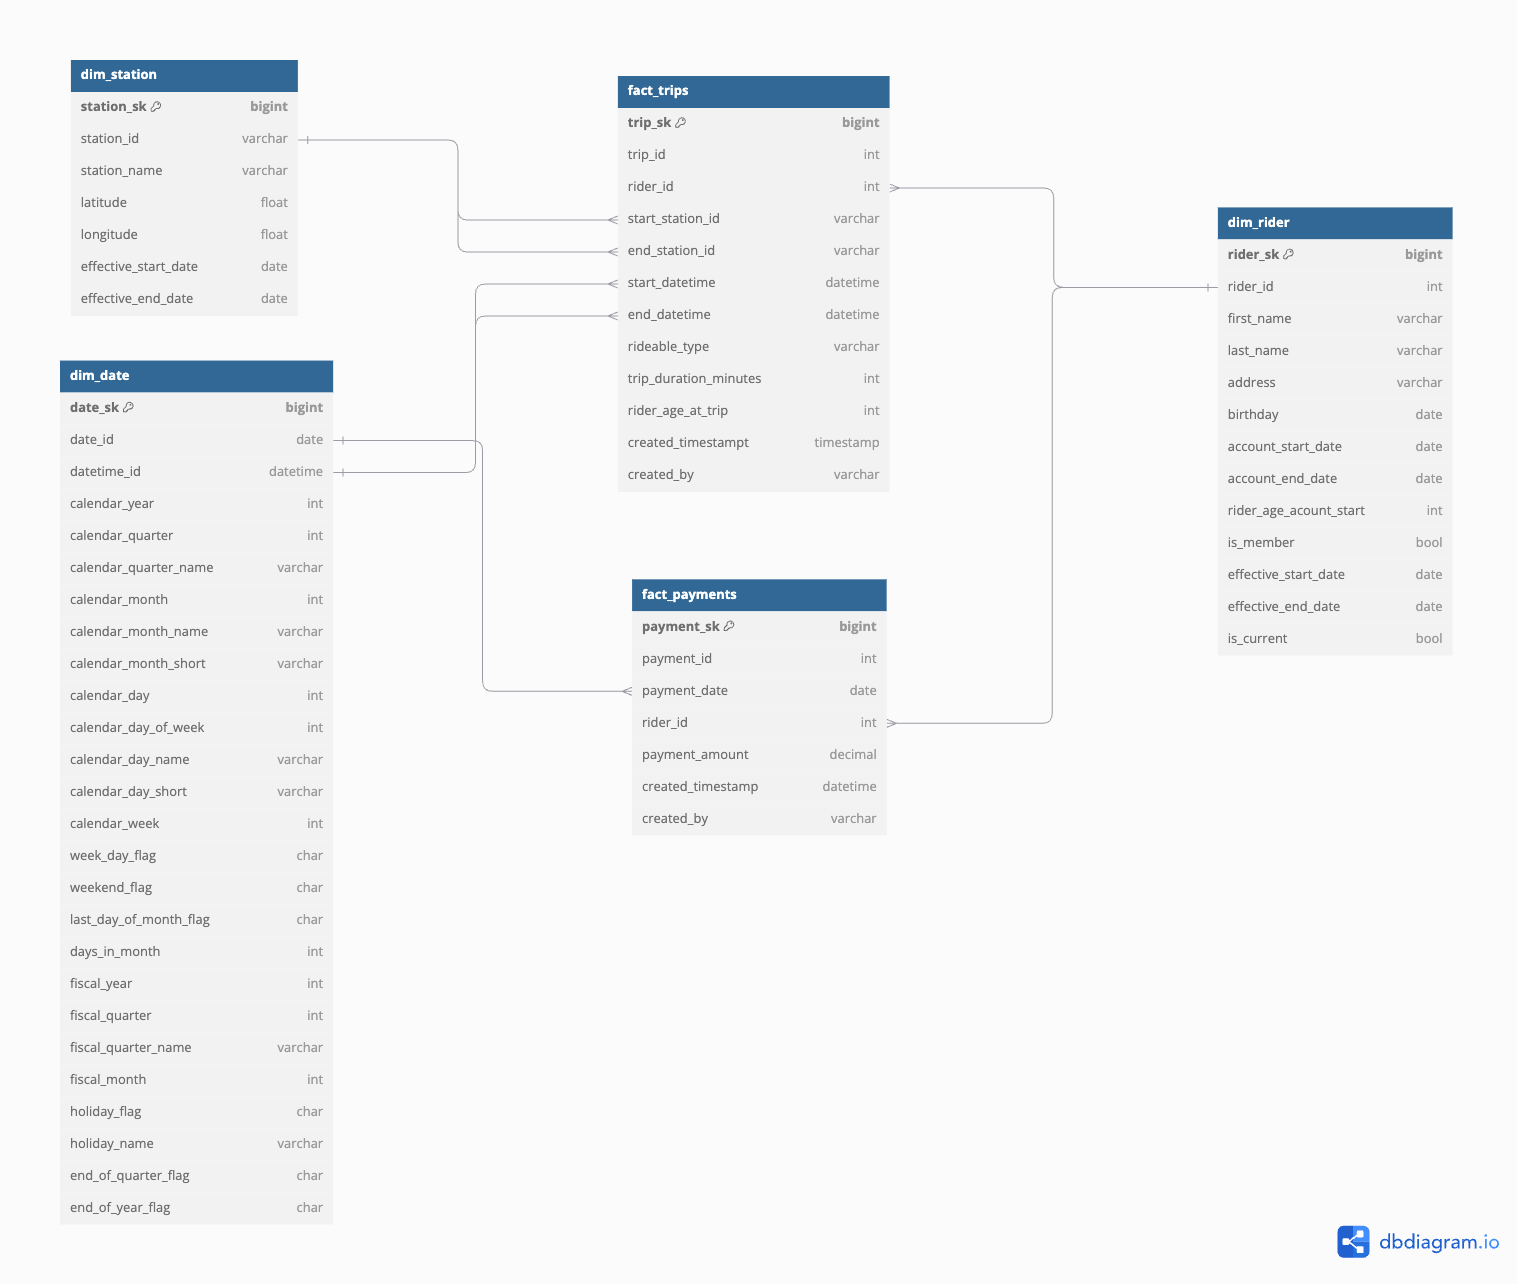 dim_station
station_sk bigint
station_id varchar
station_name varchar
latitude float
longitude float
effective_start_date date
effective_end_date date
dim_date
date_sk bigint
date_id date
datetime_id datetime
calendar_year int
calendar_quarter int
calendar_quarter_name varchar
calendar_month int
calendar_month_name varchar
calendar_month_short varchar
calendar_day int
calendar_day_of_week int
calendar_day_name varchar
calendar_day_short varchar
calendar_week int
week_day_flag char
weekend_flag char
last_day_of_month_flag char
days_in_month int
fiscal_year int
fiscal_quarter int
fiscal_quarter_name varchar
fiscal_month int
holiday_flag char
holiday_name varchar
end_of_quarter_flag char
end_of_year_flag char
fact_trips
trip_sk bigint
trip_id int
rider_id int
start_station_id varchar
end_station_id varchar
start_datetime datetime
end_datetime datetime
rideable_type varchar
trip_duration_minutes int
rider_age_at_trip int
created_timestampt timestamp
created_by varchar
fact_payments
payment_sk bigint
payment_id int
payment_date date
rider_id int
payment_amount decimal
created_timestamp datetime
created_by varchar
dim_rider
rider_sk bigint
rider_id int
first_name varchar
last_name varchar
address varchar
birthday date
account_start_date date
account_end_date date
rider_age_acount_start int
is_member bool
effective_start_date date
effective_end_date date
is_current bool
dbdiagram.io